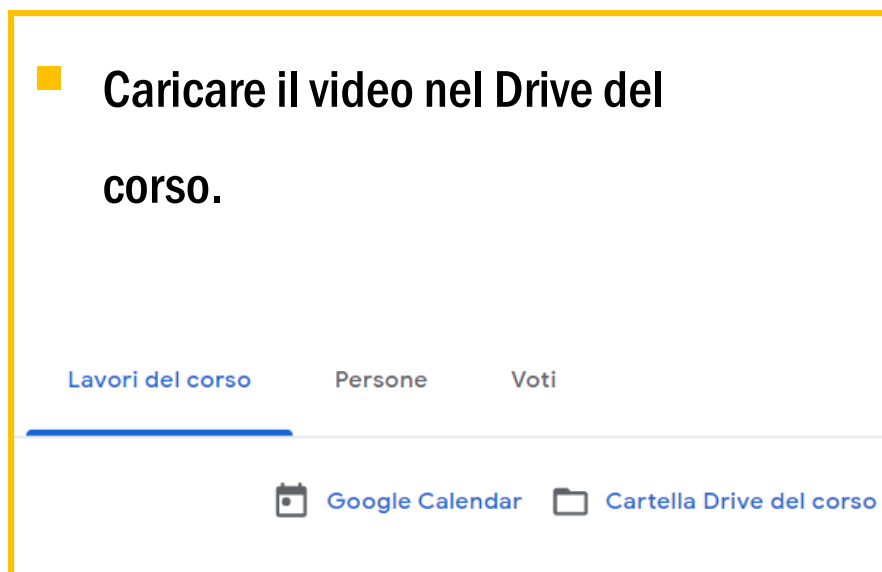 Caricare il video nel Drive del
corso.
Lavori del corso Persone Voti
Google Calendar Cartella Drive del corso